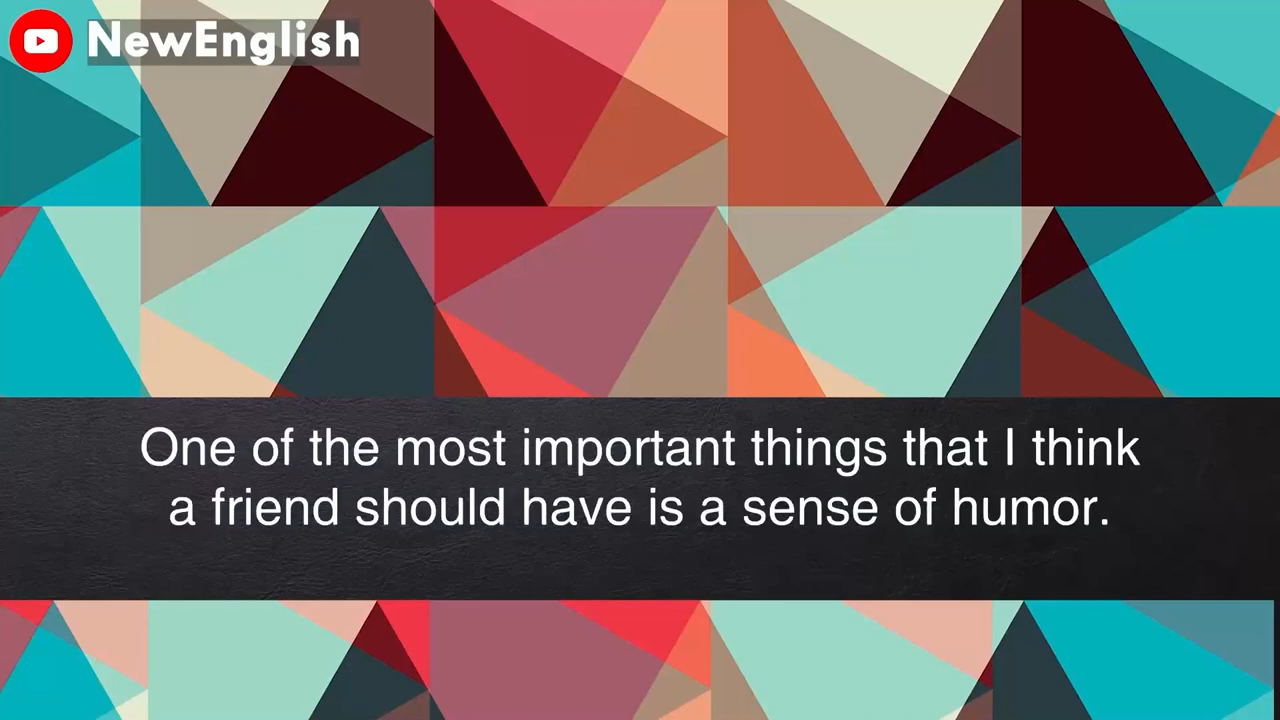 NewEnglish
One of the most important things that I think
a friend should have is a sense of humor.